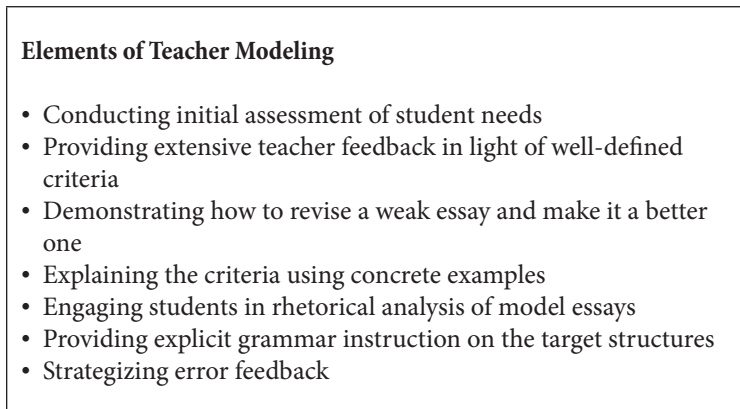 Elements of Teacher Modeling
• Conducting initial assessment of student needs
• Providing extensive teacher feedback in light of well-defined
criteria
• Demonstrating how to revise a weak essay and make it a better
one
• Explaining the criteria using concrete examples
• Engaging students in rhetorical analysis of model essays
• Providing explicit grammar instruction on the target structures
• Strategizing error feedback